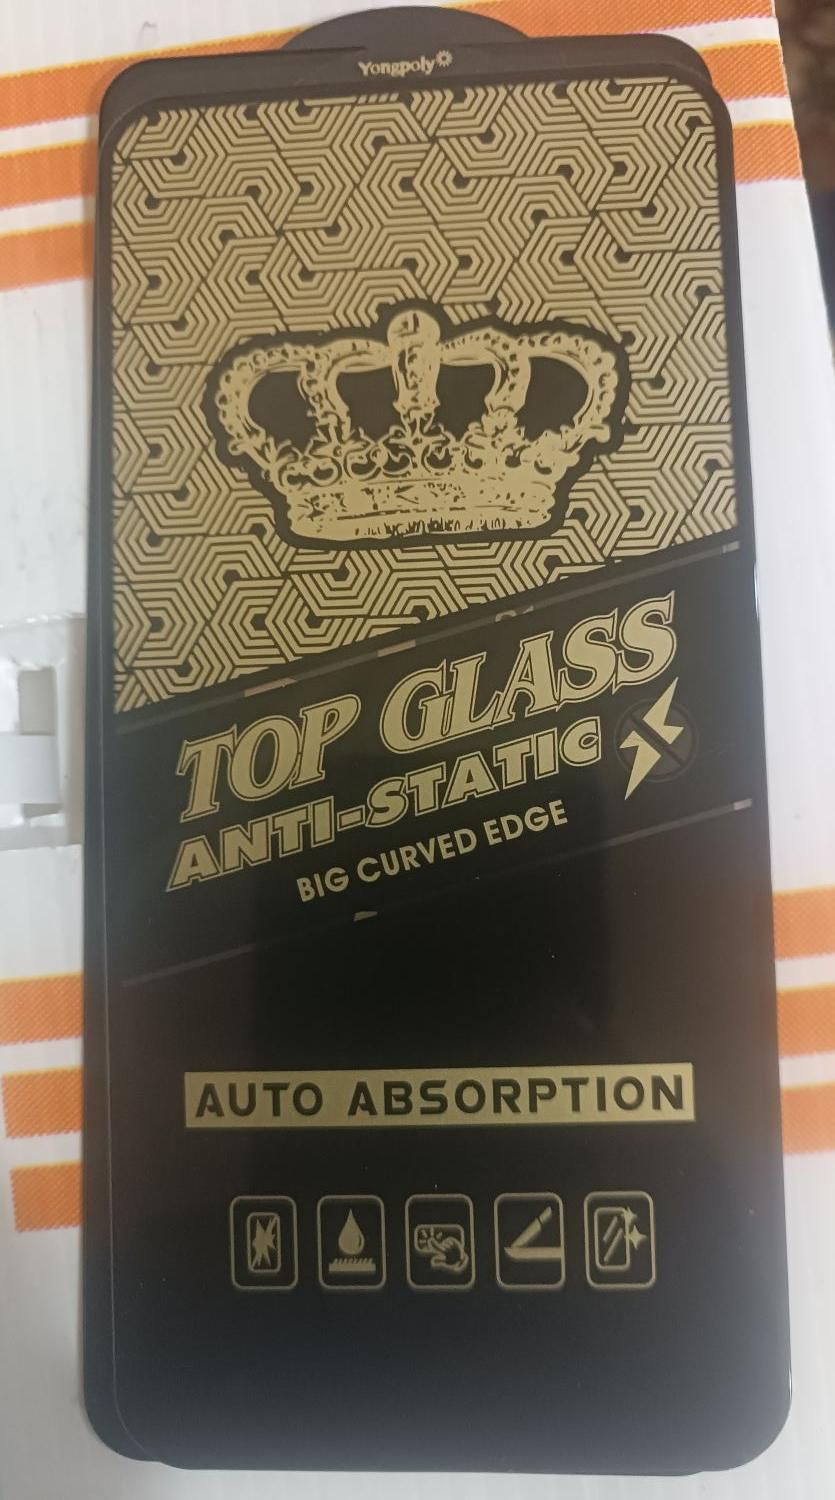 Yongpoly
TOP GLASS
ANTI-STATIC
BIG CURVED EDGE
AUTO ABSORPTION